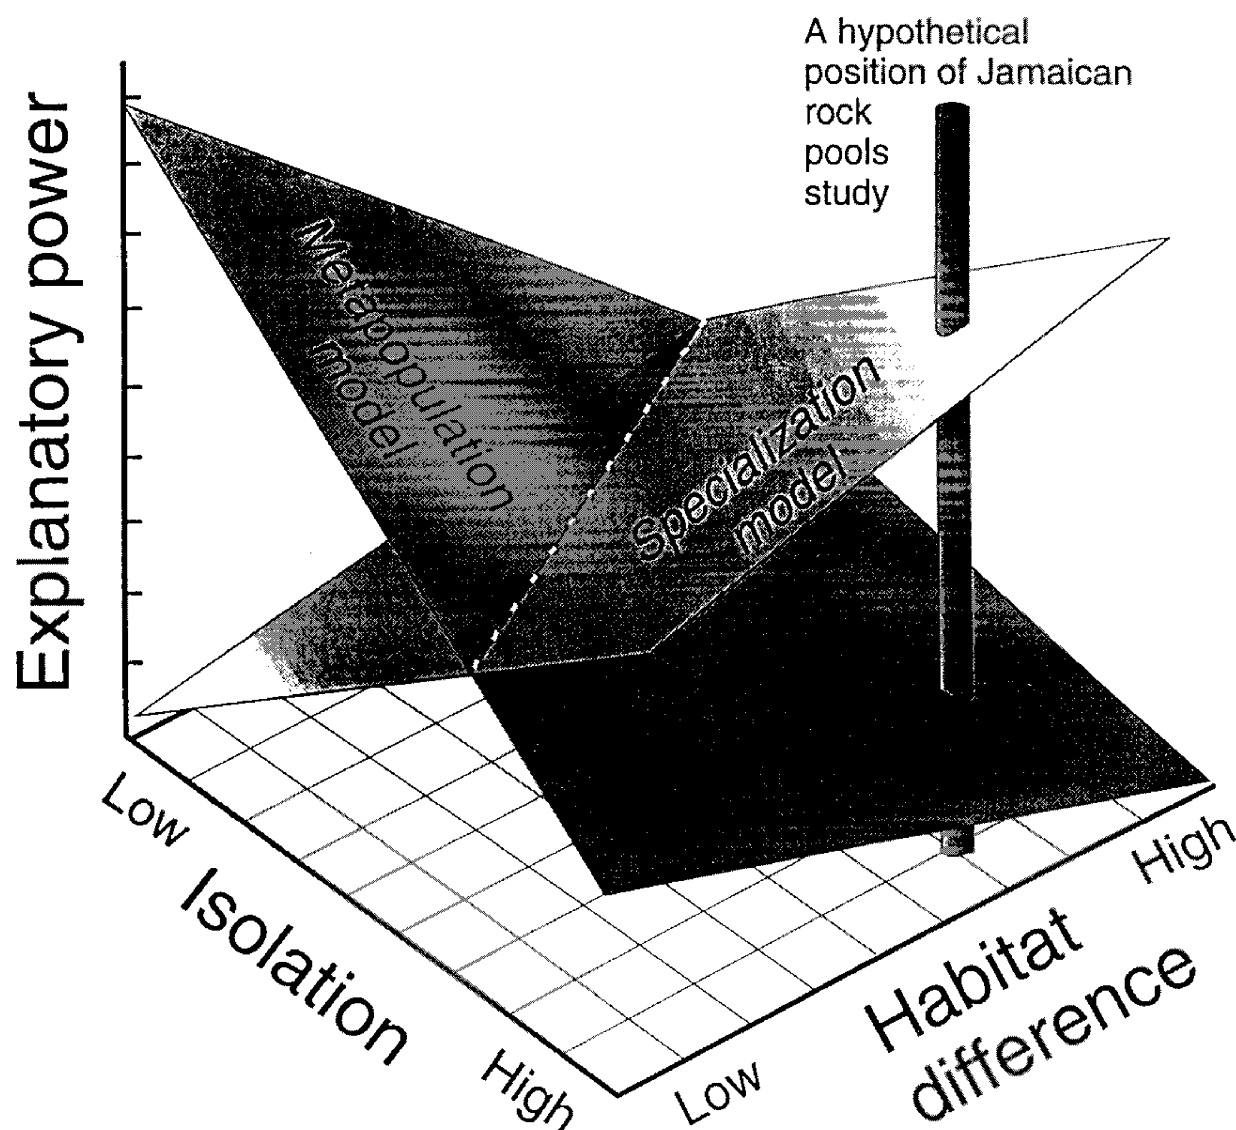 A hypothetical
position of Jamaican
rock
pools
study
Explanatory power
Metapopulation
model
Specialization
model
Low
Isolation
High
Low
Habitat
difference
High